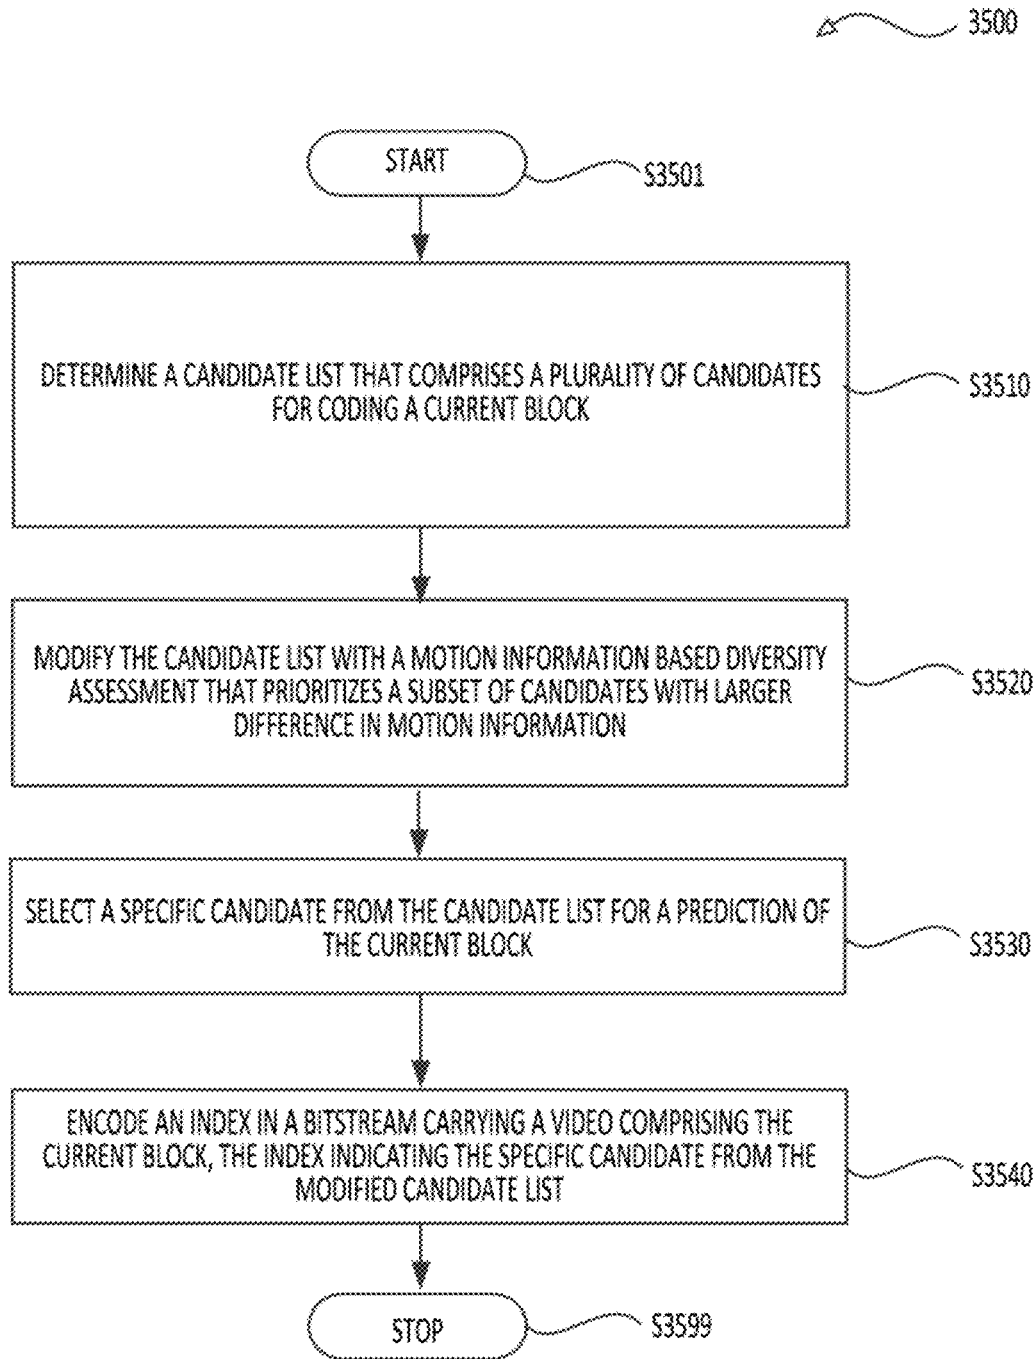 3500
START
S3501
DETERMINE A CANDIDATE LIST THAT COMPRISES A PLURALITY OF CANDIDATES
FOR CODING A CURRENT BLOCK
S3510
MODIFY THE CANDIDATE LIST WITH A MOTION INFORMATION BASED DIVERSITY
ASSESSMENT THAT PRIORITIZES A SUBSET OF CANDIDATES WITH LARGER
DIFFERENCE IN MOTION INFORMATION
S3520
SELECT A SPECIFIC CANDIDATE FROM THE CANDIDATE LIST FOR A PREDICTION OF
THE CURRENT BLOCK
S3530
ENCODE AN INDEX IN A BITSTREAM CARRYING A VIDEO COMPRISING THE
CURRENT BLOCK, THE INDEX INDICATING THE SPECIFIC CANDIDATE FROM THE
MODIFIED CANDIDATE LIST
S3540
STOP
S3599